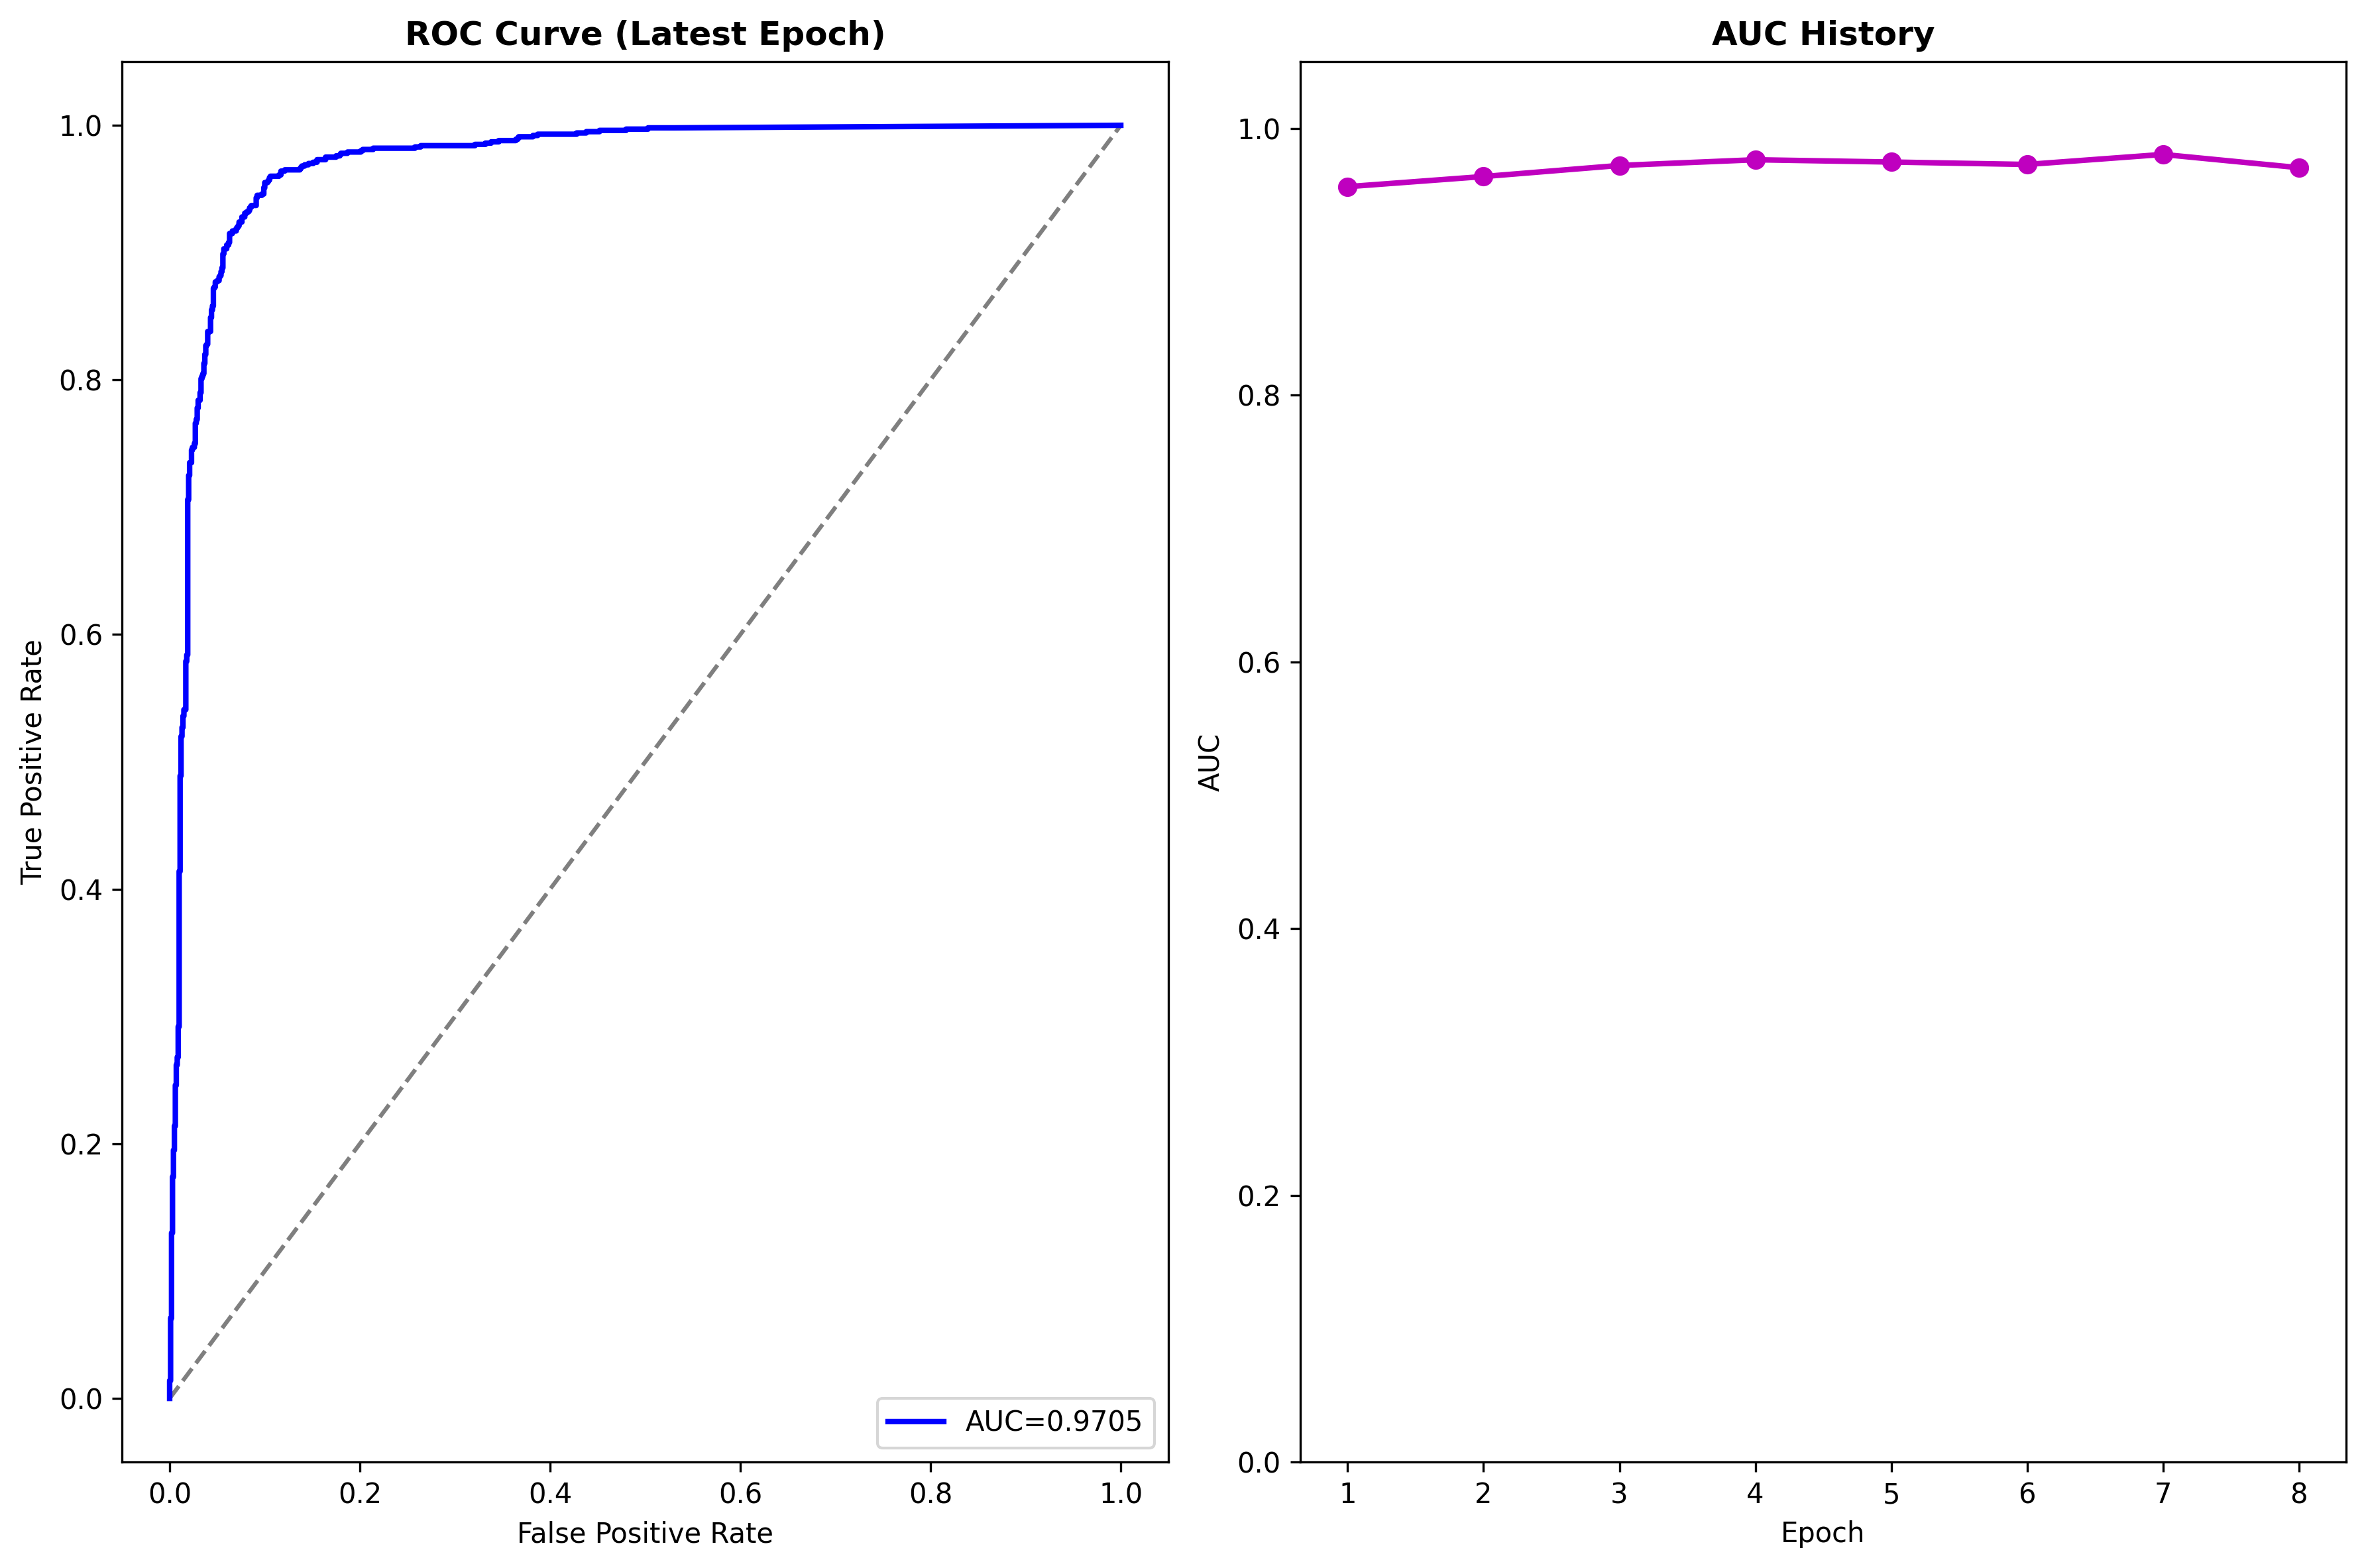 ROC Curve (Latest Epoch)
True Positive Rate
1.0
0.8
0.6
0.4
0.2
0.0
0.0 0.2 0.4 0.6 0.8 1.0
False Positive Rate
AUC=0.9705
AUC History
AUC
1.0
0.8
0.6
0.4
0.2
0.0
1 2 3 4 5 6 7 8
Epoch